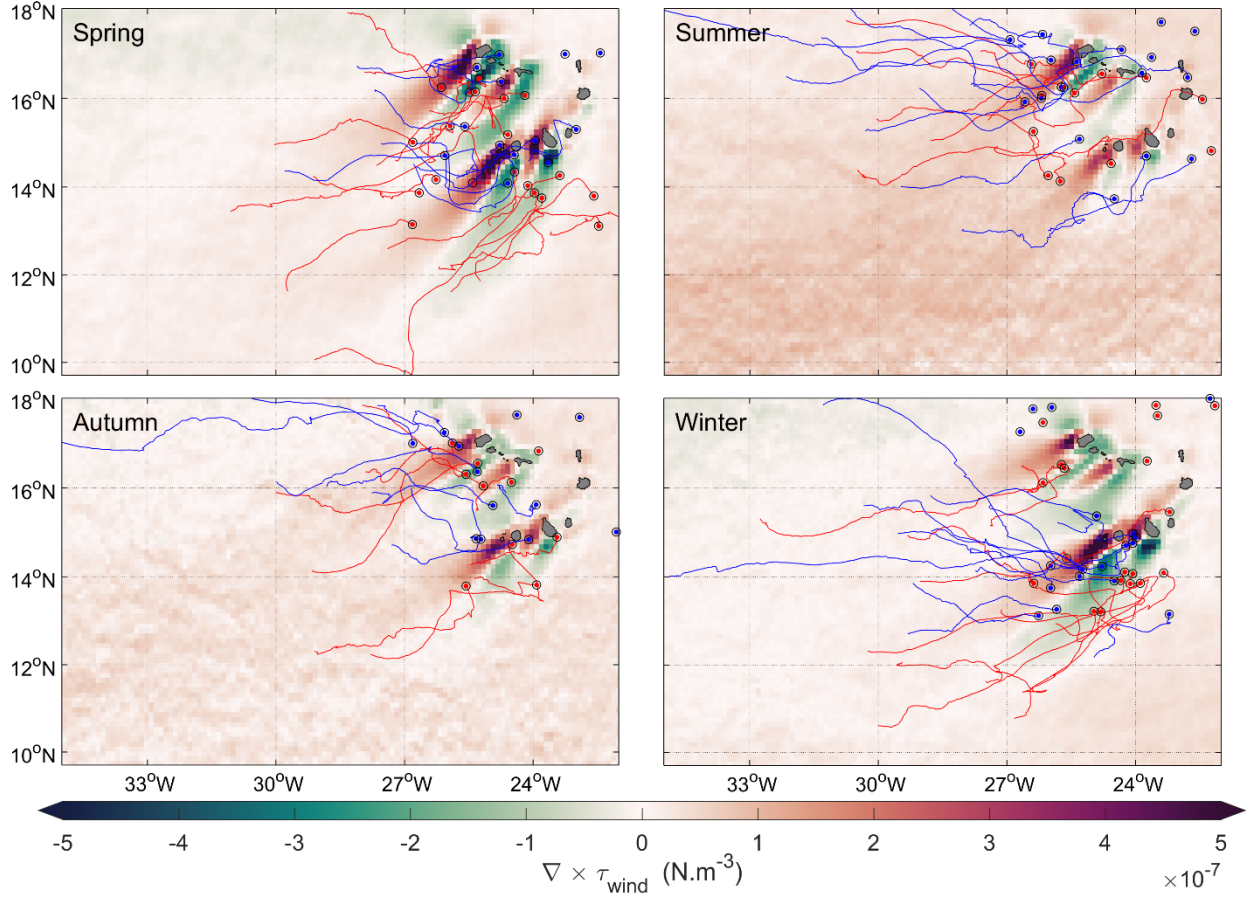 Spring
Summer
18°N
16°N
14°N
12°N
10°N
Autumn
Winter
18°N
16°N
14°N
12°N
10°N
33°W 30°W 27°W 24°W 33°W 30°W 27°W 24°W
-5 -4 -3 -2 -1 0 1 2 3 4 5
∇ × τwind (N.m-3)
×10-7